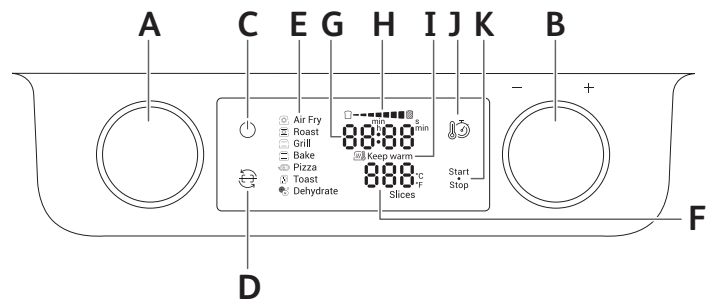 A C E G H I J K B
− +
Air Fry
Roast
Grill
Bake
Pizza
Toast
Dehydrate
min s
h min
88:88
Keep warm
888 °C
°F
Slices
Start
•
Stop
D F